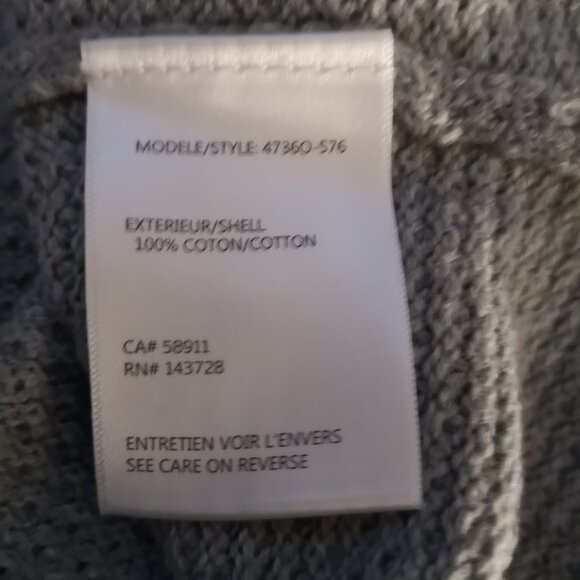 MODELE/STYLE: 4736O-576
EXTERIEUR/SHELL
100% COTON/COTTON
CA# 58911
RN# 143728
ENTRETIEN VOIR L'ENVERS
SEE CARE ON REVERSE